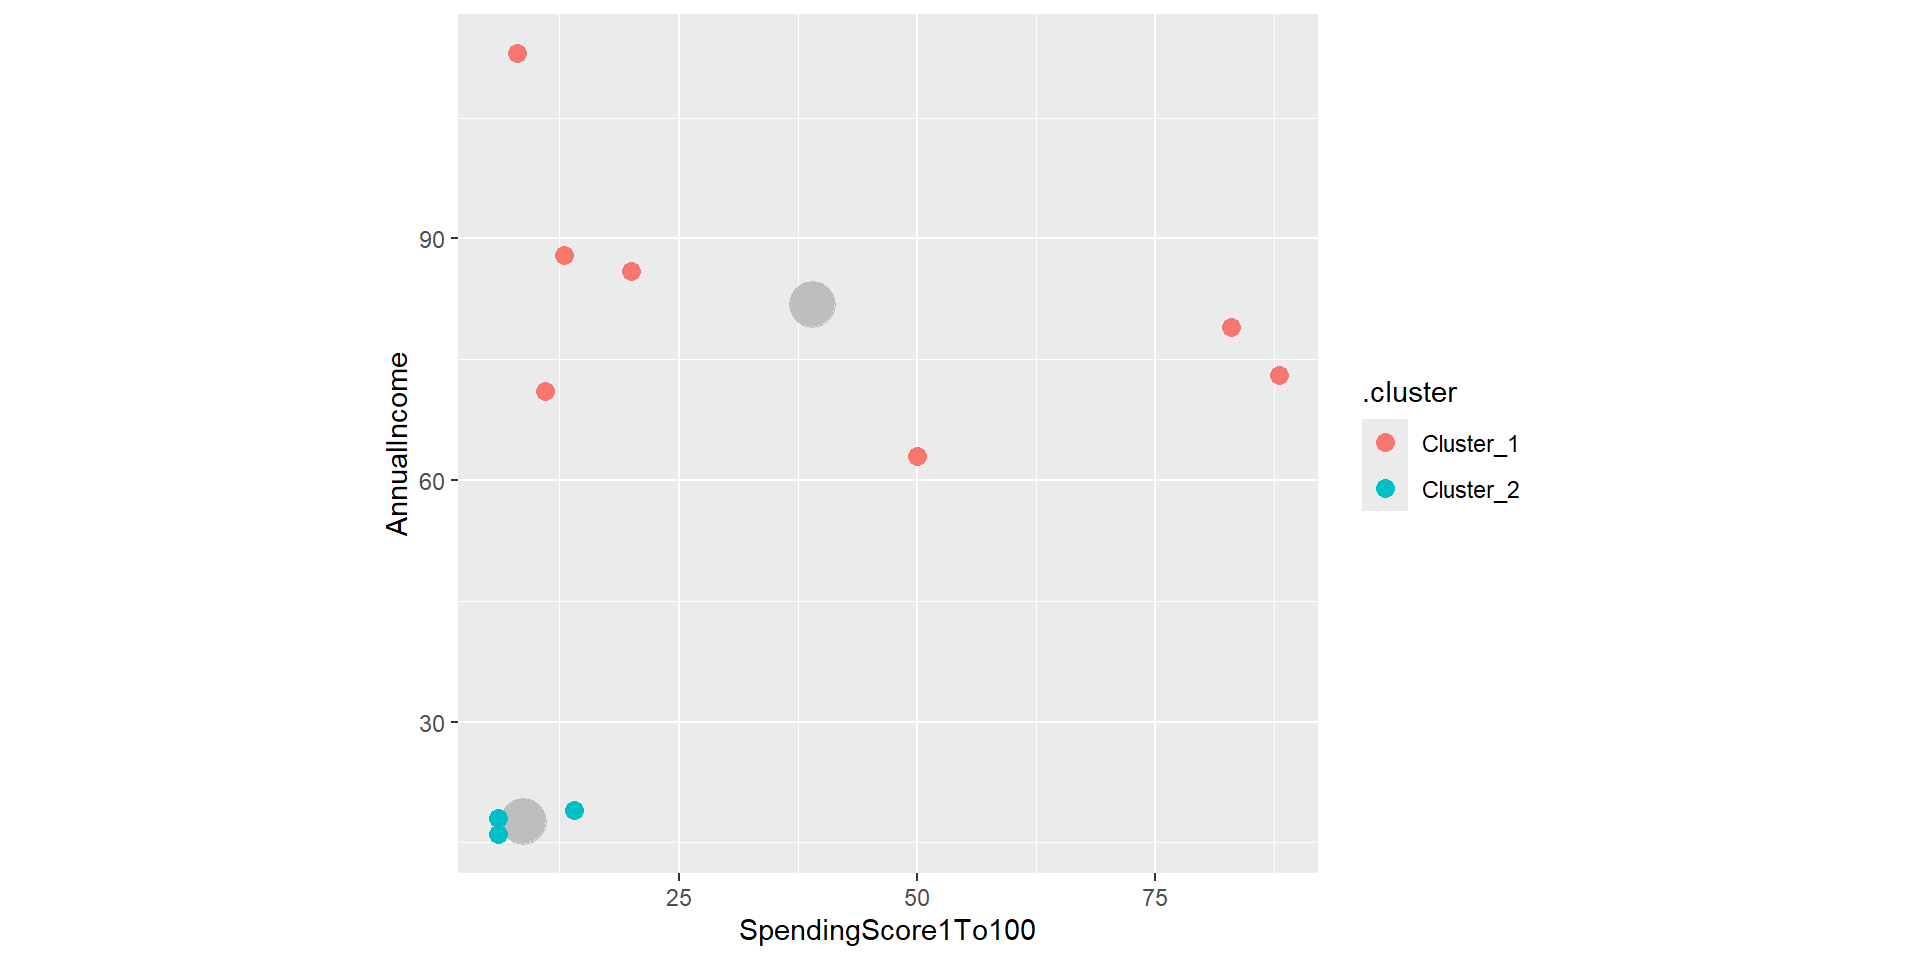 AnnualIncome
90
60
30
25 50 75
SpendingScore1To100
.cluster
Cluster_1
Cluster_2